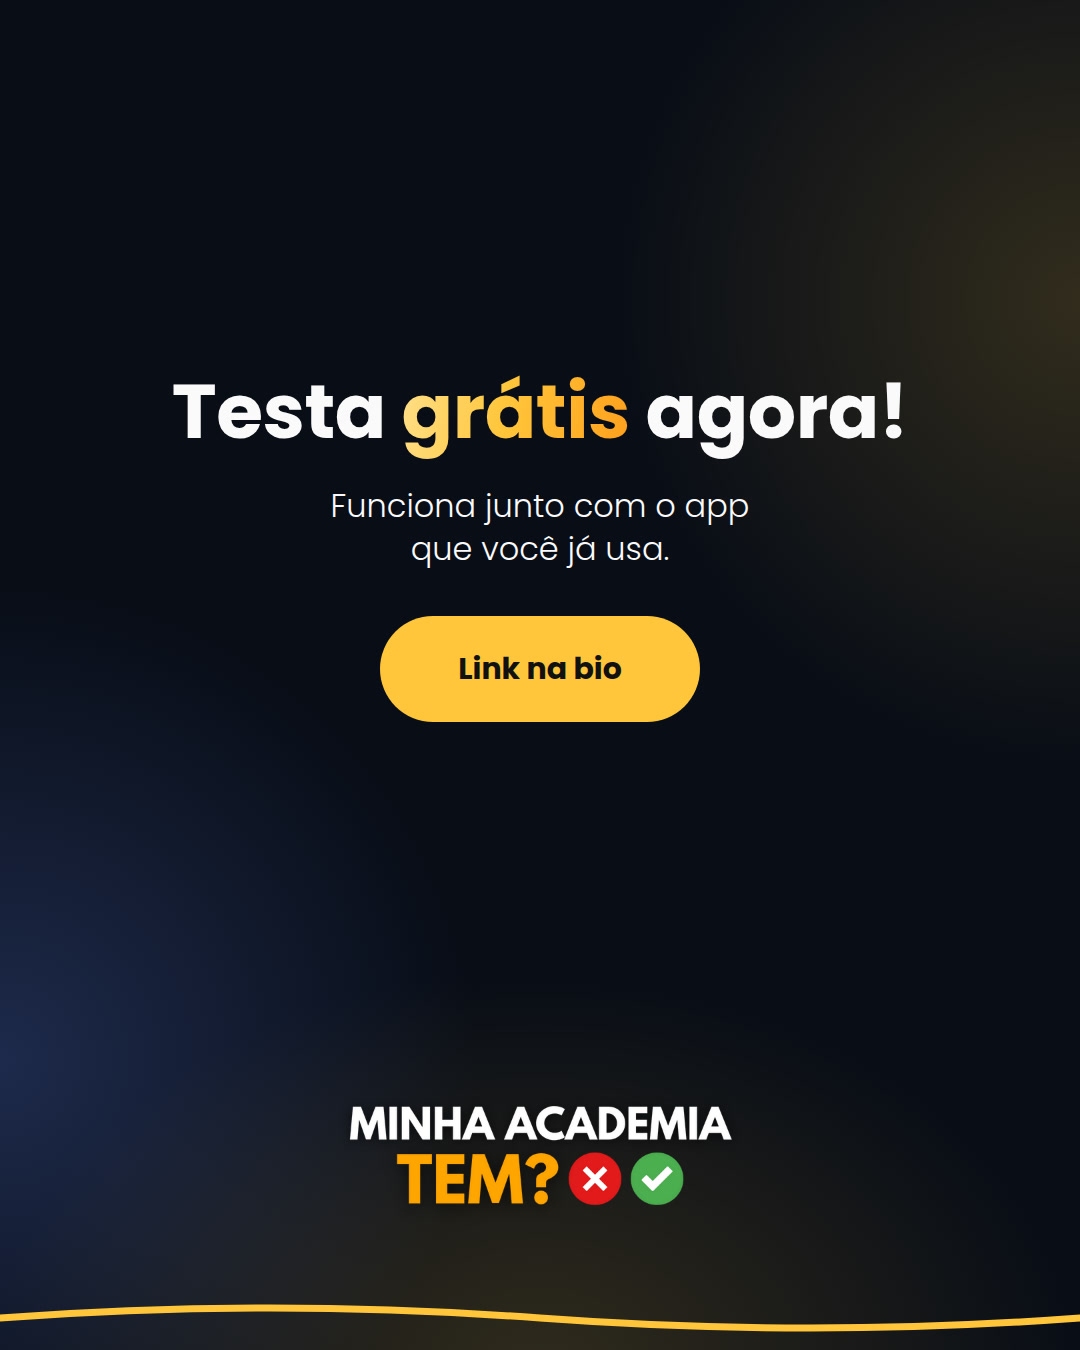 Testa grátis agora!
Funciona junto com o app
que você já usa.
Link na bio
MINHA ACADEMIA
TEM?